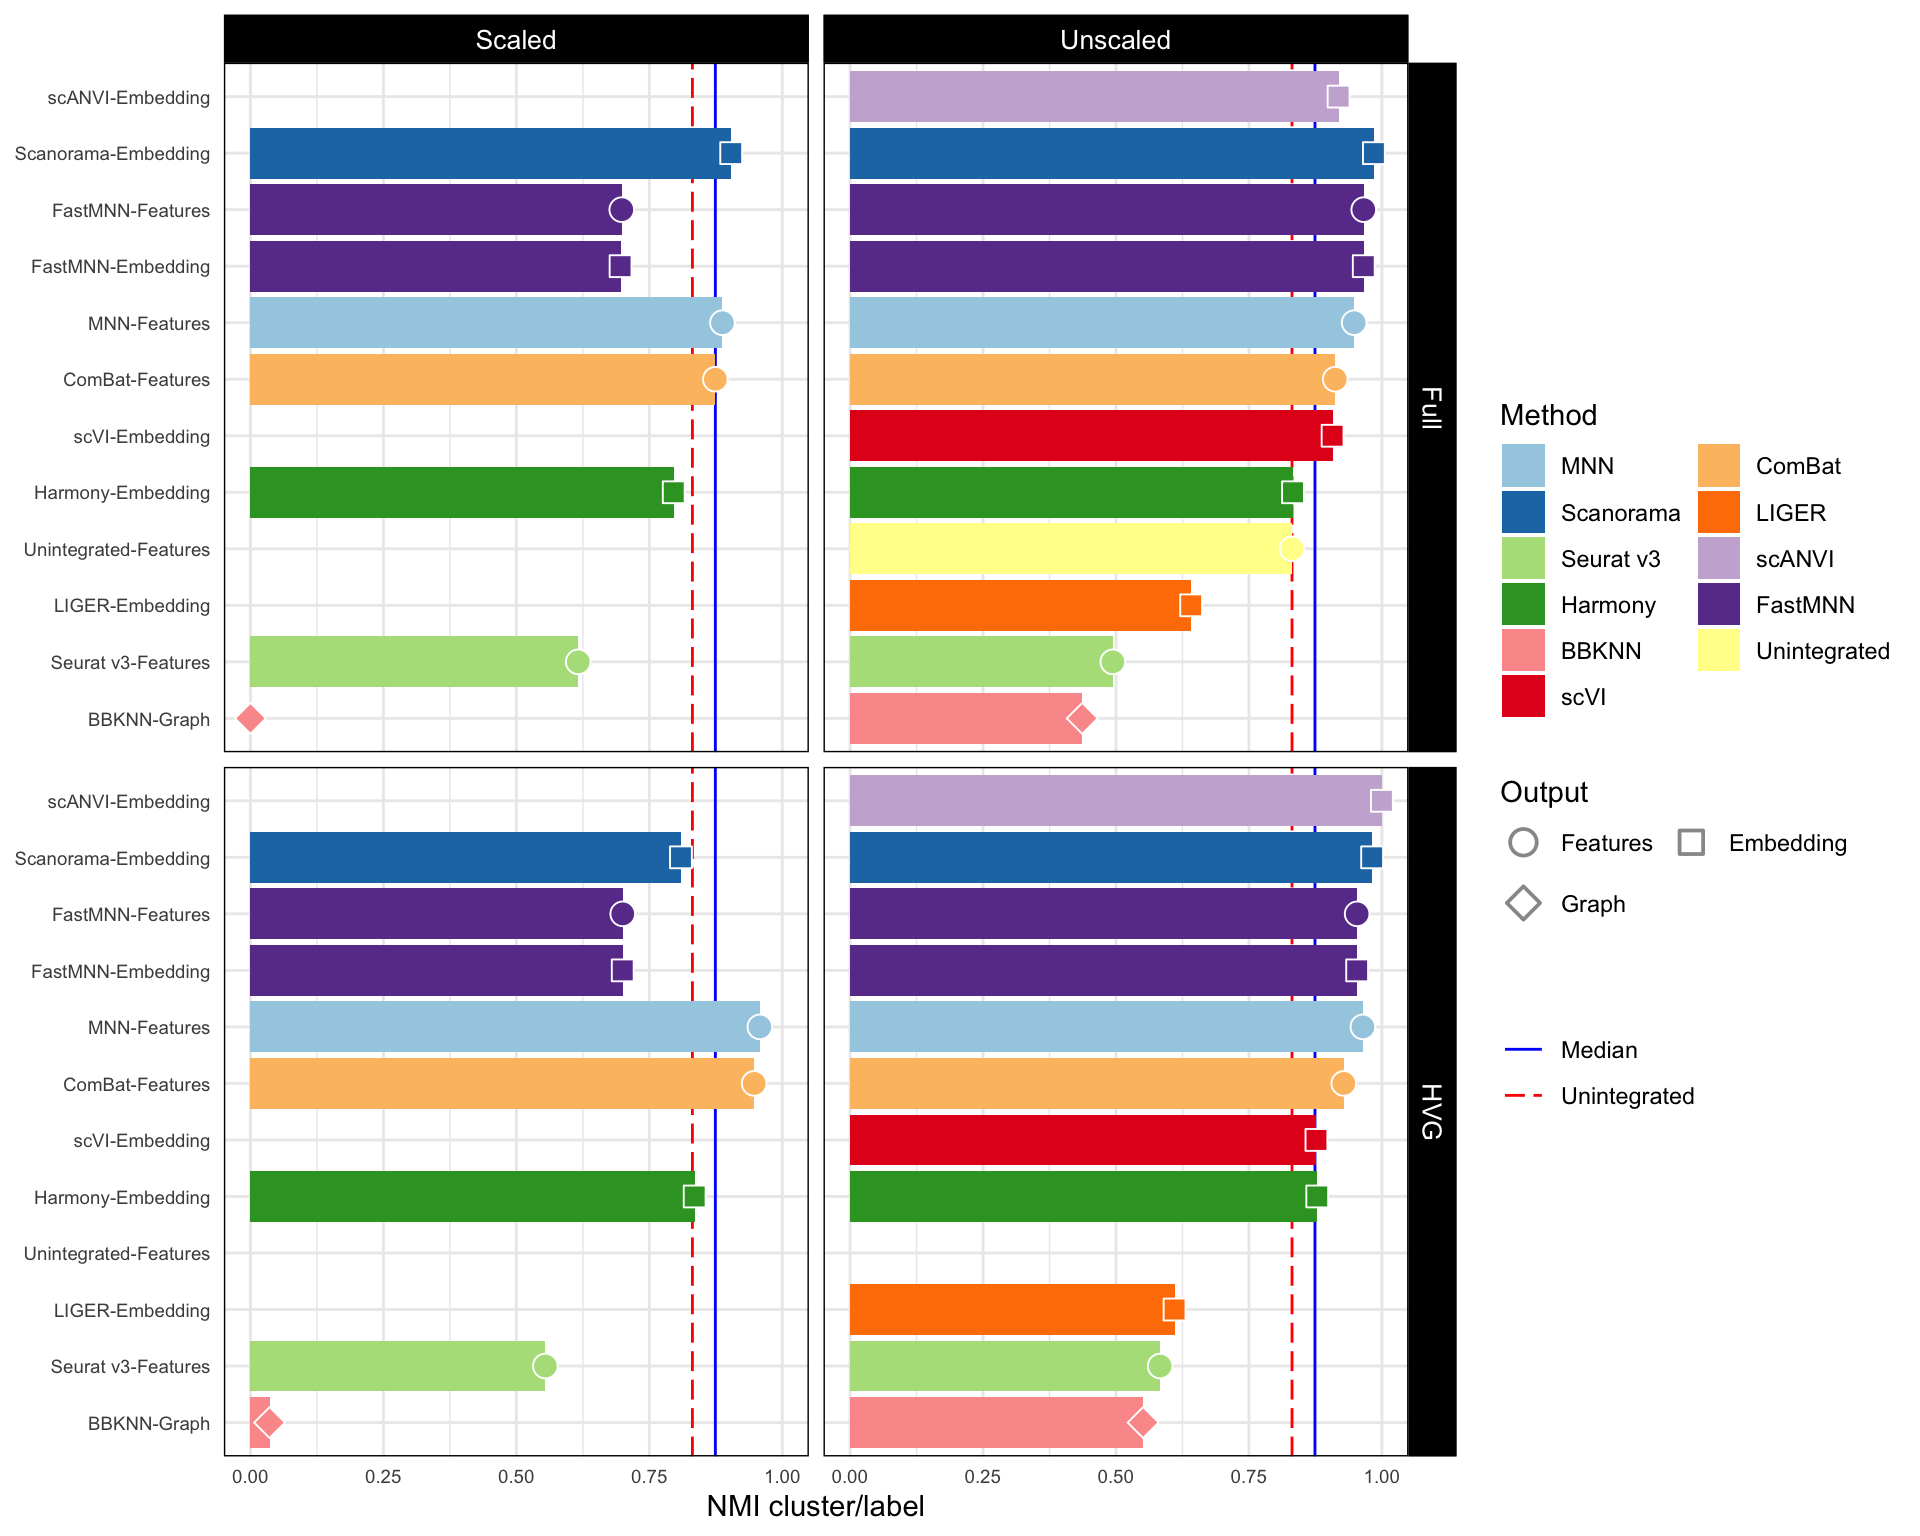 Scaled
Unscaled
scANVI-Embedding
Scanorama-Embedding
FastMNN-Features
FastMNN-Embedding
MNN-Features
ComBat-Features
scVI-Embedding
Harmony-Embedding
Unintegrated-Features
LIGER-Embedding
Seurat v3-Features
BBKNN-Graph
Full
scANVI-Embedding
Scanorama-Embedding
FastMNN-Features
FastMNN-Embedding
MNN-Features
ComBat-Features
scVI-Embedding
Harmony-Embedding
Unintegrated-Features
LIGER-Embedding
Seurat v3-Features
BBKNN-Graph
HVG
0.00 0.25 0.50 0.75 1.00
0.00 0.25 0.50 0.75 1.00
NMI cluster/label
Method
MNN
Scanorama
Seurat v3
Harmony
BBKNN
scVI
ComBat
LIGER
scANVI
FastMNN
Unintegrated
Output
Features
Embedding
Graph
Median
Unintegrated